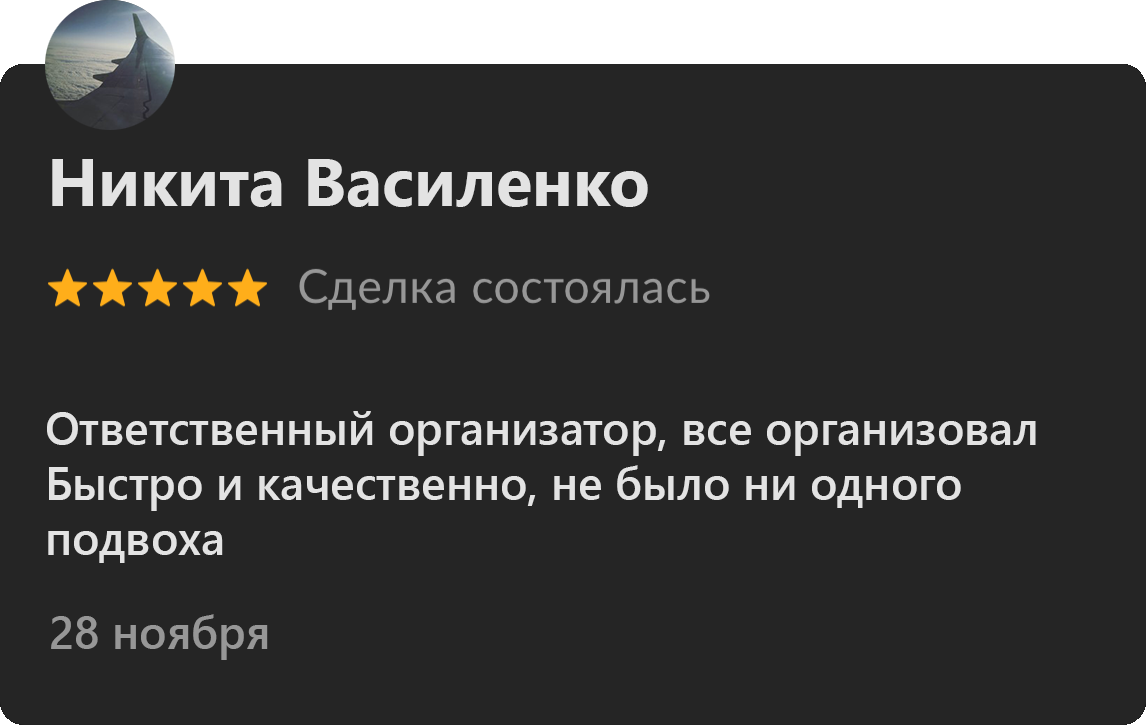 Никита Василенко
Сделка состоялась
Ответственный организатор, все организовал
Быстро и качественно, не было ни одного
подвоха
28 ноября